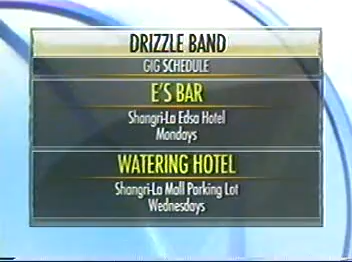 DRIZZLE BAND
GIG SCHEDULE
E'S BAR
Shangri-La Edsa Hotel
Mondays
WATERING HOTEL
Shangri-La Mall Parking Lot
Wednesdays